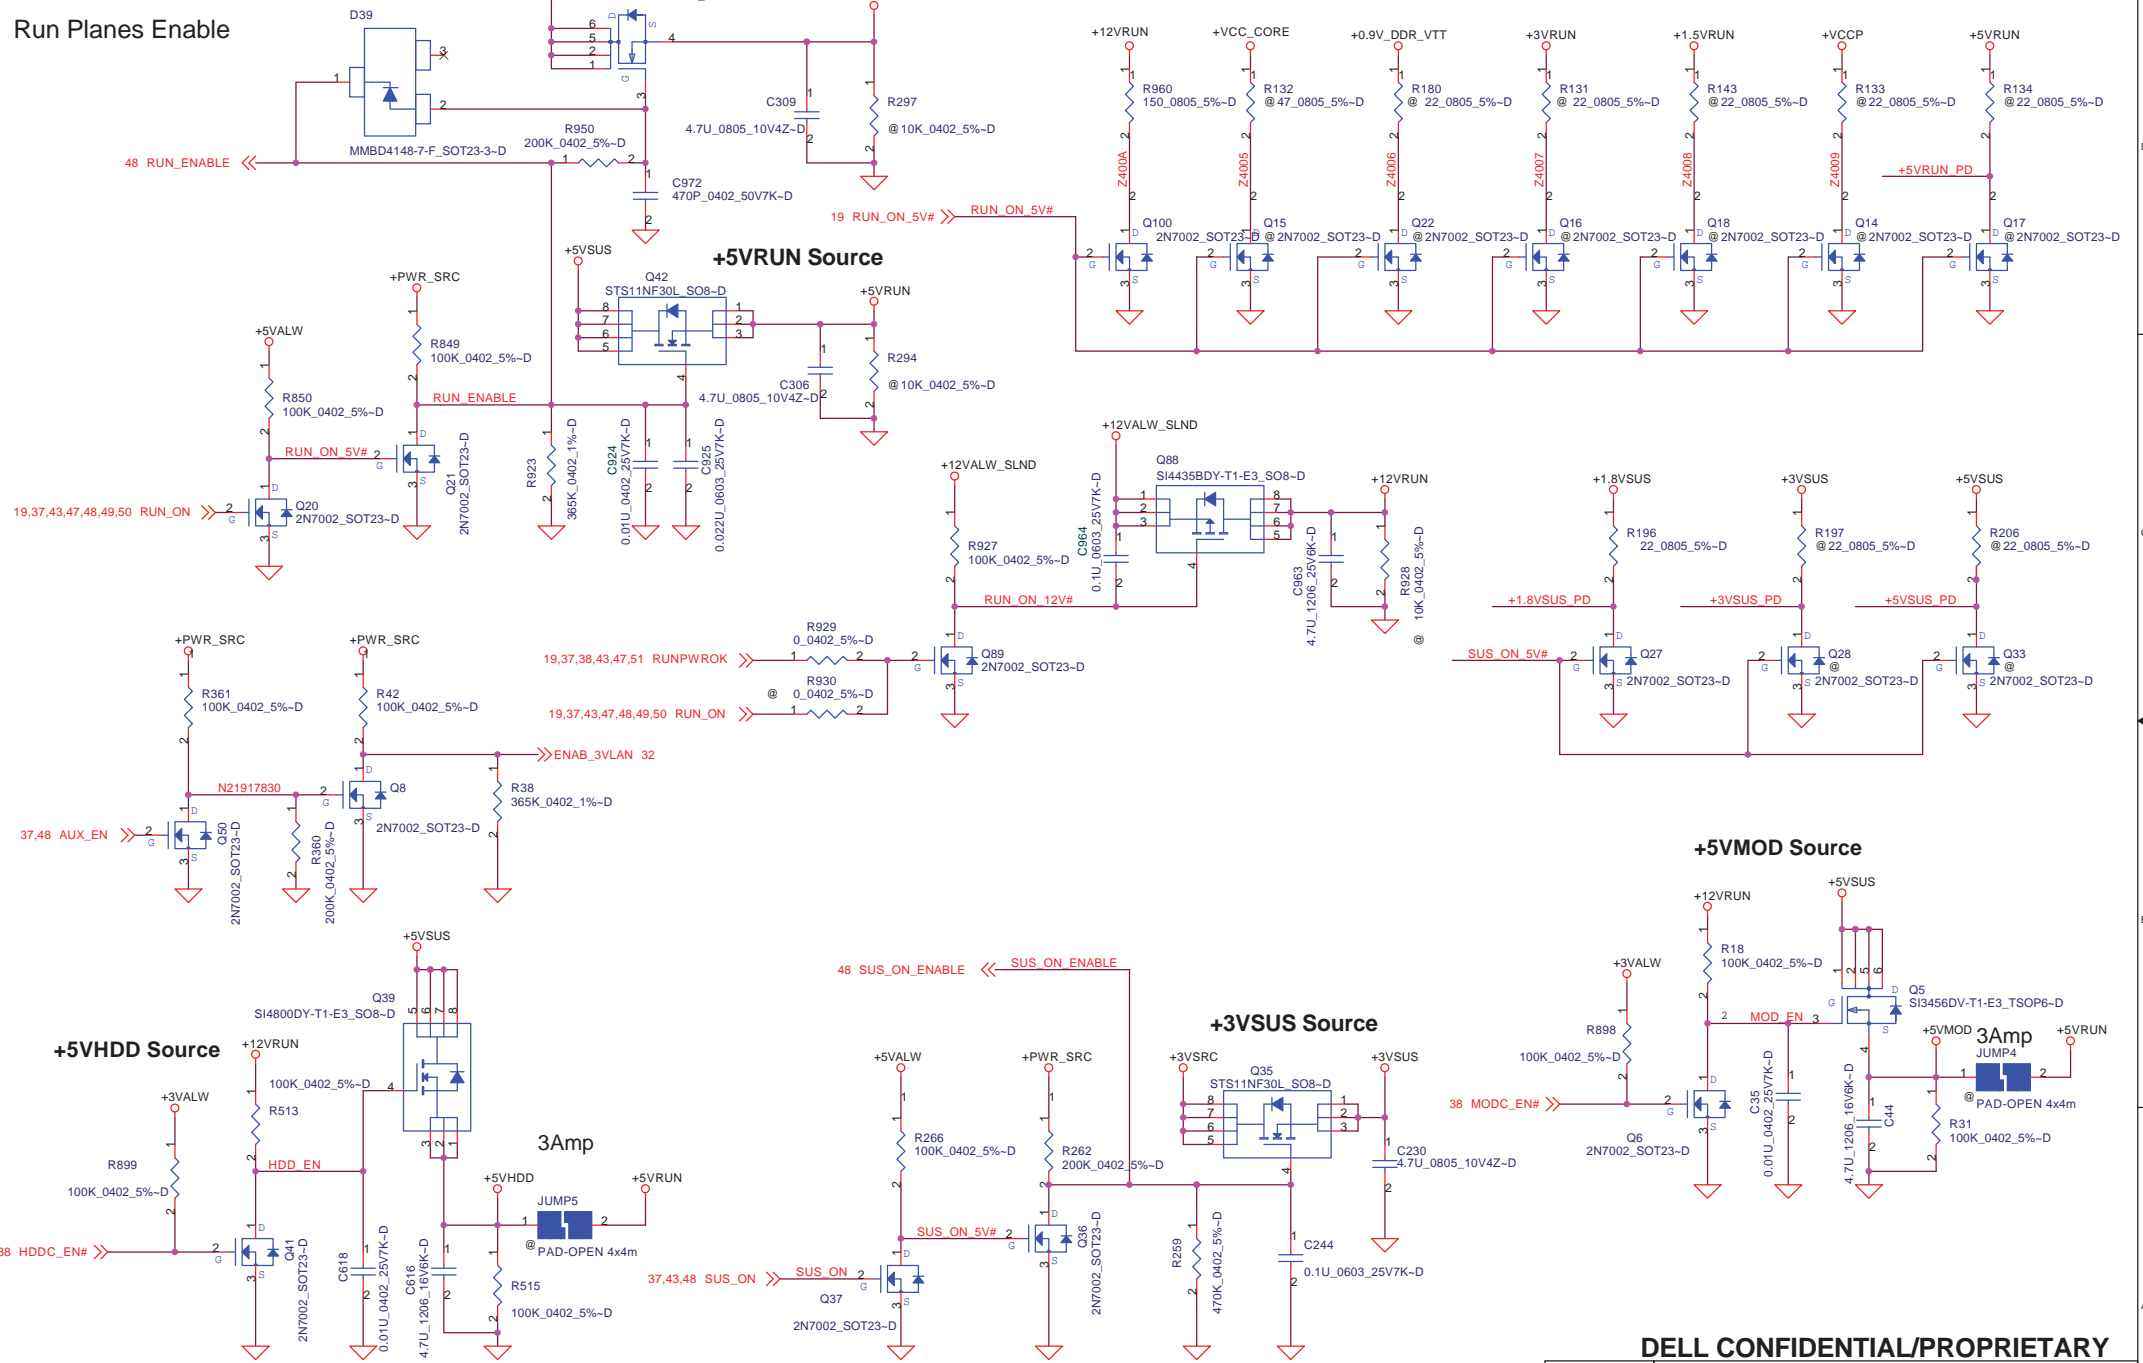 Run Planes Enable
D39
MMBD4148-7-F_SOT23-3~D
R950
200K_0402_5%~D
48 RUN_ENABLE
C972
470P_0402_50V7K~D
C309
4.7U_0805_10V4Z~D
R297
@ 10K_0402_5%~D
+12VRUN
R960
150_0805_5%~D
Z400A
Q100
2N7002_SOT23~D
+VCC_CORE
R132
@ 47_0805_5%~D
Z4005
Q15
@ 2N7002_SOT23~D
+0.9V_DDR_VTT
R180
@ 22_0805_5%~D
Z4006
Q22
@ 2N7002_SOT23~D
+3VRUN
R131
@ 22_0805_5%~D
Z4007
Q16
@ 2N7002_SOT23~D
+1.5VRUN
R143
@ 22_0805_5%~D
Z4008
Q18
@ 2N7002_SOT23~D
+VCCP
R133
@ 22_0805_5%~D
Z4009
Q14
@ 2N7002_SOT23~D
+5VRUN
R134
@ 22_0805_5%~D
+5VRUN_PD
Q17
@ 2N7002_SOT23~D
19 RUN_ON_5V#
RUN_ON_5V#
+5VRUN Source
+5VSUS
Q42
STS11NF30L_SO8~D
+5VRUN
C306
4.7U_0805_10V4Z~D
R294
@ 10K_0402_5%~D
+PWR_SRC
R849
100K_0402_5%~D
+5VALW
R850
100K_0402_5%~D
RUN_ENABLE
RUN_ON_5V#
Q21
2N7002_SOT23~D
19,37,43,47,48,49,50 RUN_ON
Q20
2N7002_SOT23~D
R923
365K_0402_1%~D
C924
0.01U_0402_25V7K~D
C925
0.022U_0603_25V7K~D
+12VALW_SLND
R927
100K_0402_5%~D
+12VALW_SLND
C964
0.1U_0603_25V7K~D
Q88
SI4435BDY-T1-E3_SO8~D
+12VRUN
C963
4.7U_1206_25V6K~D
R928
@ 10K_0402_5%~D
RUN_ON_12V#
R929
0_0402_5%~D
19,37,38,43,47,51 RUNPWROK
Q89
2N7002_SOT23~D
R930
@ 0_0402_5%~D
19,37,43,47,48,49,50 RUN_ON
+1.8VSUS
R196
22_0805_5%~D
+1.8VSUS_PD
Q27
2N7002_SOT23~D
+3VSUS
R197
@ 22_0805_5%~D
+3VSUS_PD
Q28
@
2N7002_SOT23~D
+5VSUS
R206
@ 22_0805_5%~D
+5VSUS_PD
Q33
@
2N7002_SOT23~D
SUS_ON_5V#
+PWR_SRC
R361
100K_0402_5%~D
+PWR_SRC
R42
100K_0402_5%~D
ENAB_3VLAN 32
N21917830
Q8
2N7002_SOT23~D
R38
365K_0402_1%~D
37,48 AUX_EN
Q50
2N7002_SOT23~D
R360
200K_0402_5%~D
+5VMOD Source
+12VRUN
R18
100K_0402_5%~D
+5VSUS
Q5
SI3456DV-T1-E3_TSOP6~D
+3VALW
R898
100K_0402_5%~D
MOD_EN
+5VMOD
3Amp
+5VRUN
JUMP4
@
PAD-OPEN 4x4m
38 MODC_EN#
Q6
2N7002_SOT23~D
C35
0.01U_0402_25V7K~D
C44
4.7U_1206_16V6K~D
R31
100K_0402_5%~D
+5VHDD Source
+5VSUS
Q39
SI4800DY-T1-E3_SO8~D
+12VRUN
100K_0402_5%~D
R513
+3VALW
R899
100K_0402_5%~D
HDD_EN
38 HDDC_EN#
Q41
2N7002_SOT23~D
C618
0.01U_0402_25V7K~D
C616
4.7U_1206_16V6K~D
+5VHDD
3Amp
+5VRUN
JUMP5
@
PAD-OPEN 4x4m
R515
100K_0402_5%~D
48 SUS_ON_ENABLE
SUS_ON_ENABLE
+3VSUS Source
+5VALW
R266
100K_0402_5%~D
+PWR_SRC
R262
200K_0402_5%~D
+3VSRC
Q35
STS11NF30L_SO8~D
+3VSUS
C230
4.7U_0805_10V4Z~D
SUS_ON_5V#
Q36
2N7002_SOT23~D
R259
470K_0402_5%~D
C244
0.1U_0603_25V7K~D
37,43,48 SUS_ON
SUS_ON
Q37
2N7002_SOT23~D
DELL CONFIDENTIAL/PROPRIETARY